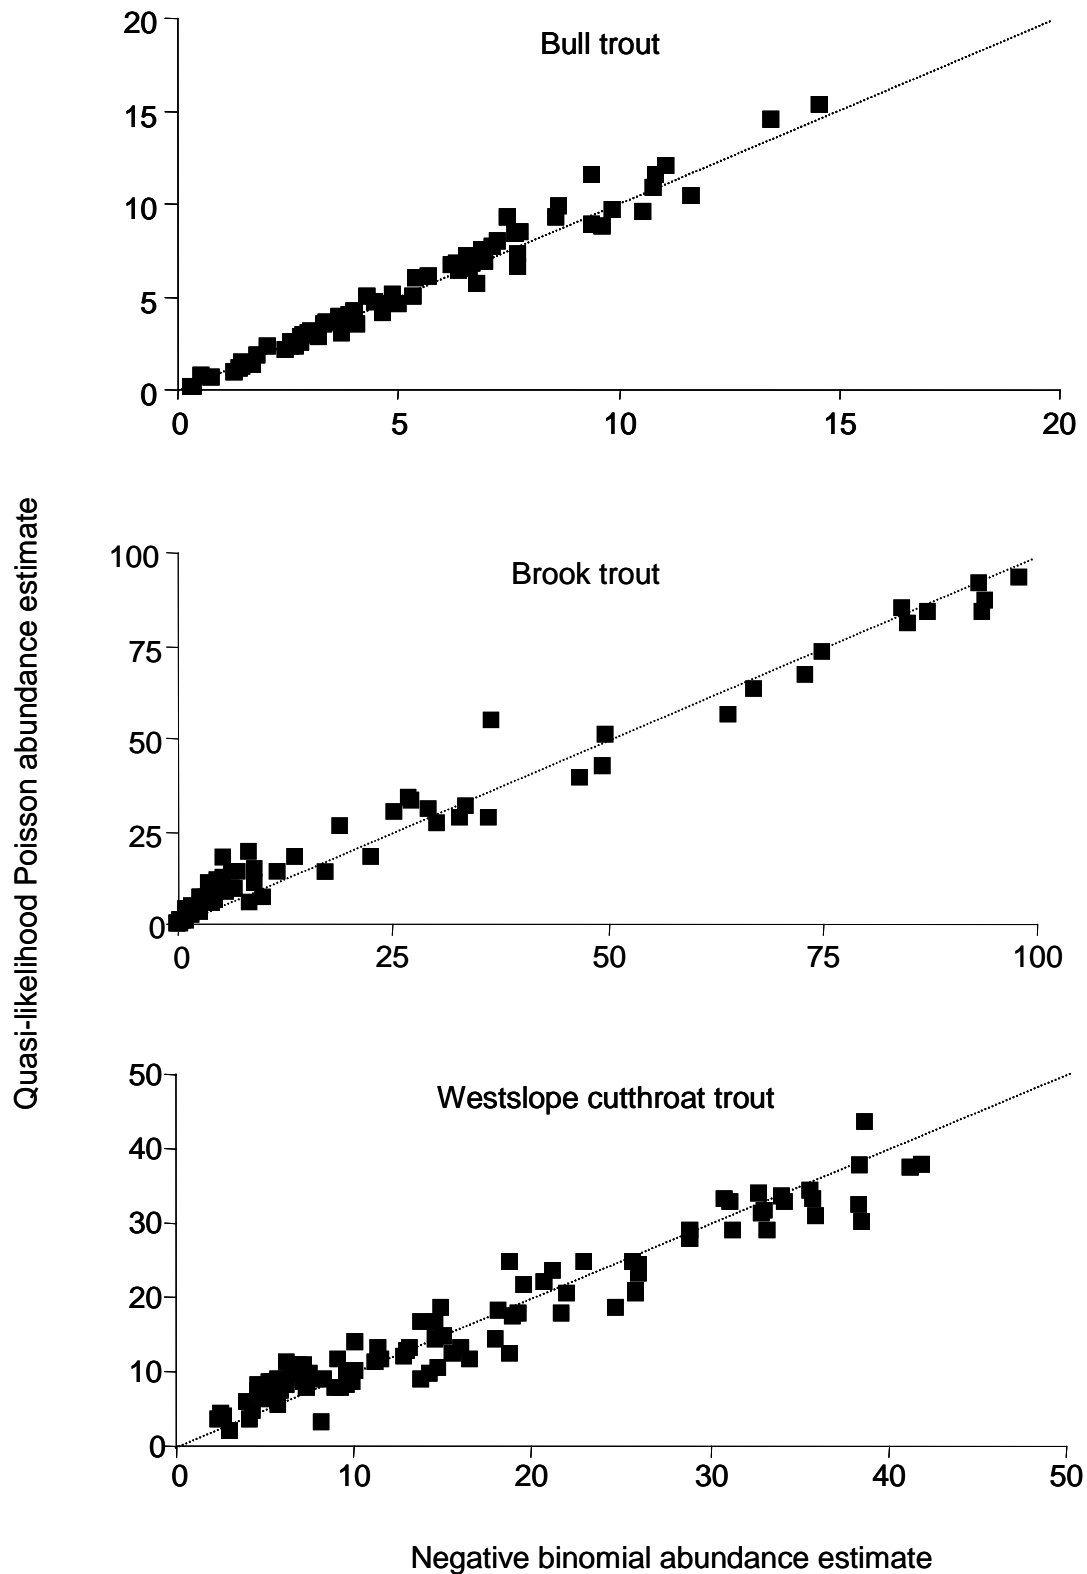 Quasi-likelihood Poisson abundance estimate
Bull trout
20
15
10
5
0
0 5 10 15 20
Brook trout
100
75
50
25
0
0 25 50 75 100
Westslope cutthroat trout
50
40
30
20
10
0
0 10 20 30 40 50
Negative binomial abundance estimate